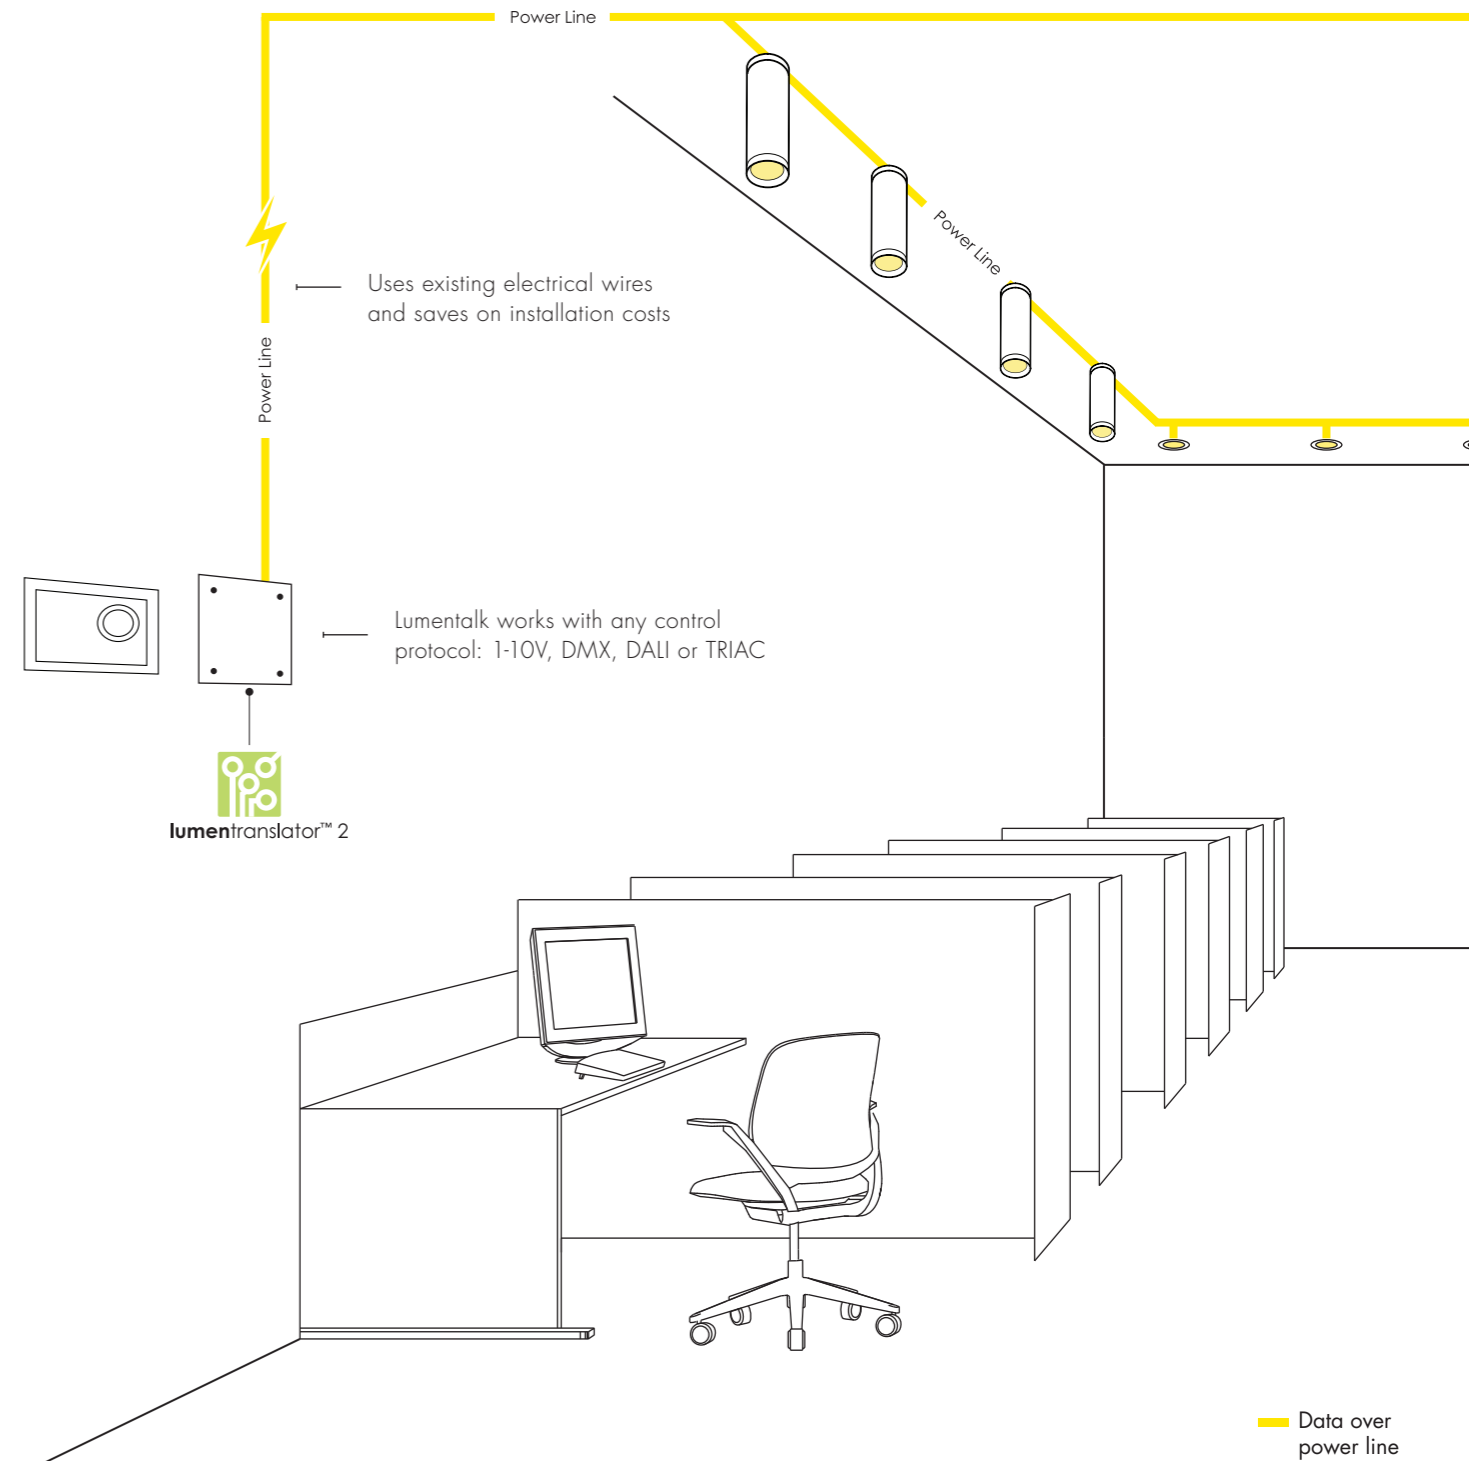 Power Line
Power Line
Uses existing electrical wires
and saves on installation costs
Power Line
Lumentalk works with any control
protocol: 1-10V, DMX, DALI or TRIAC
lumentranslator™ 2
Data over
power line